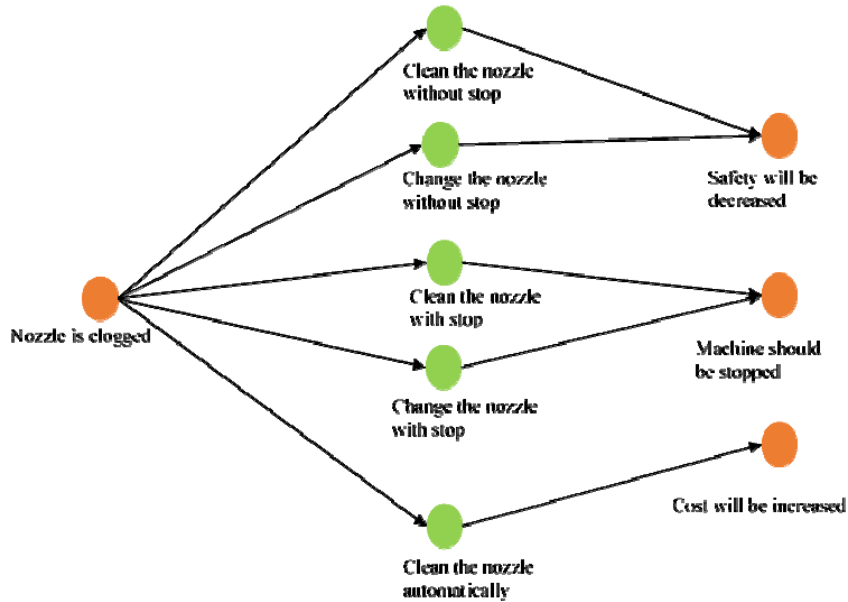 Clean the nozzle
without stop
Change the nozzle
without stop
Safety will be
decreased
Clean the nozzle
with stop
Nozzle is clogged
Machine should
be stopped
Change the nozzle
with stop
Cost will be increased
Clean the nozzle
automatically